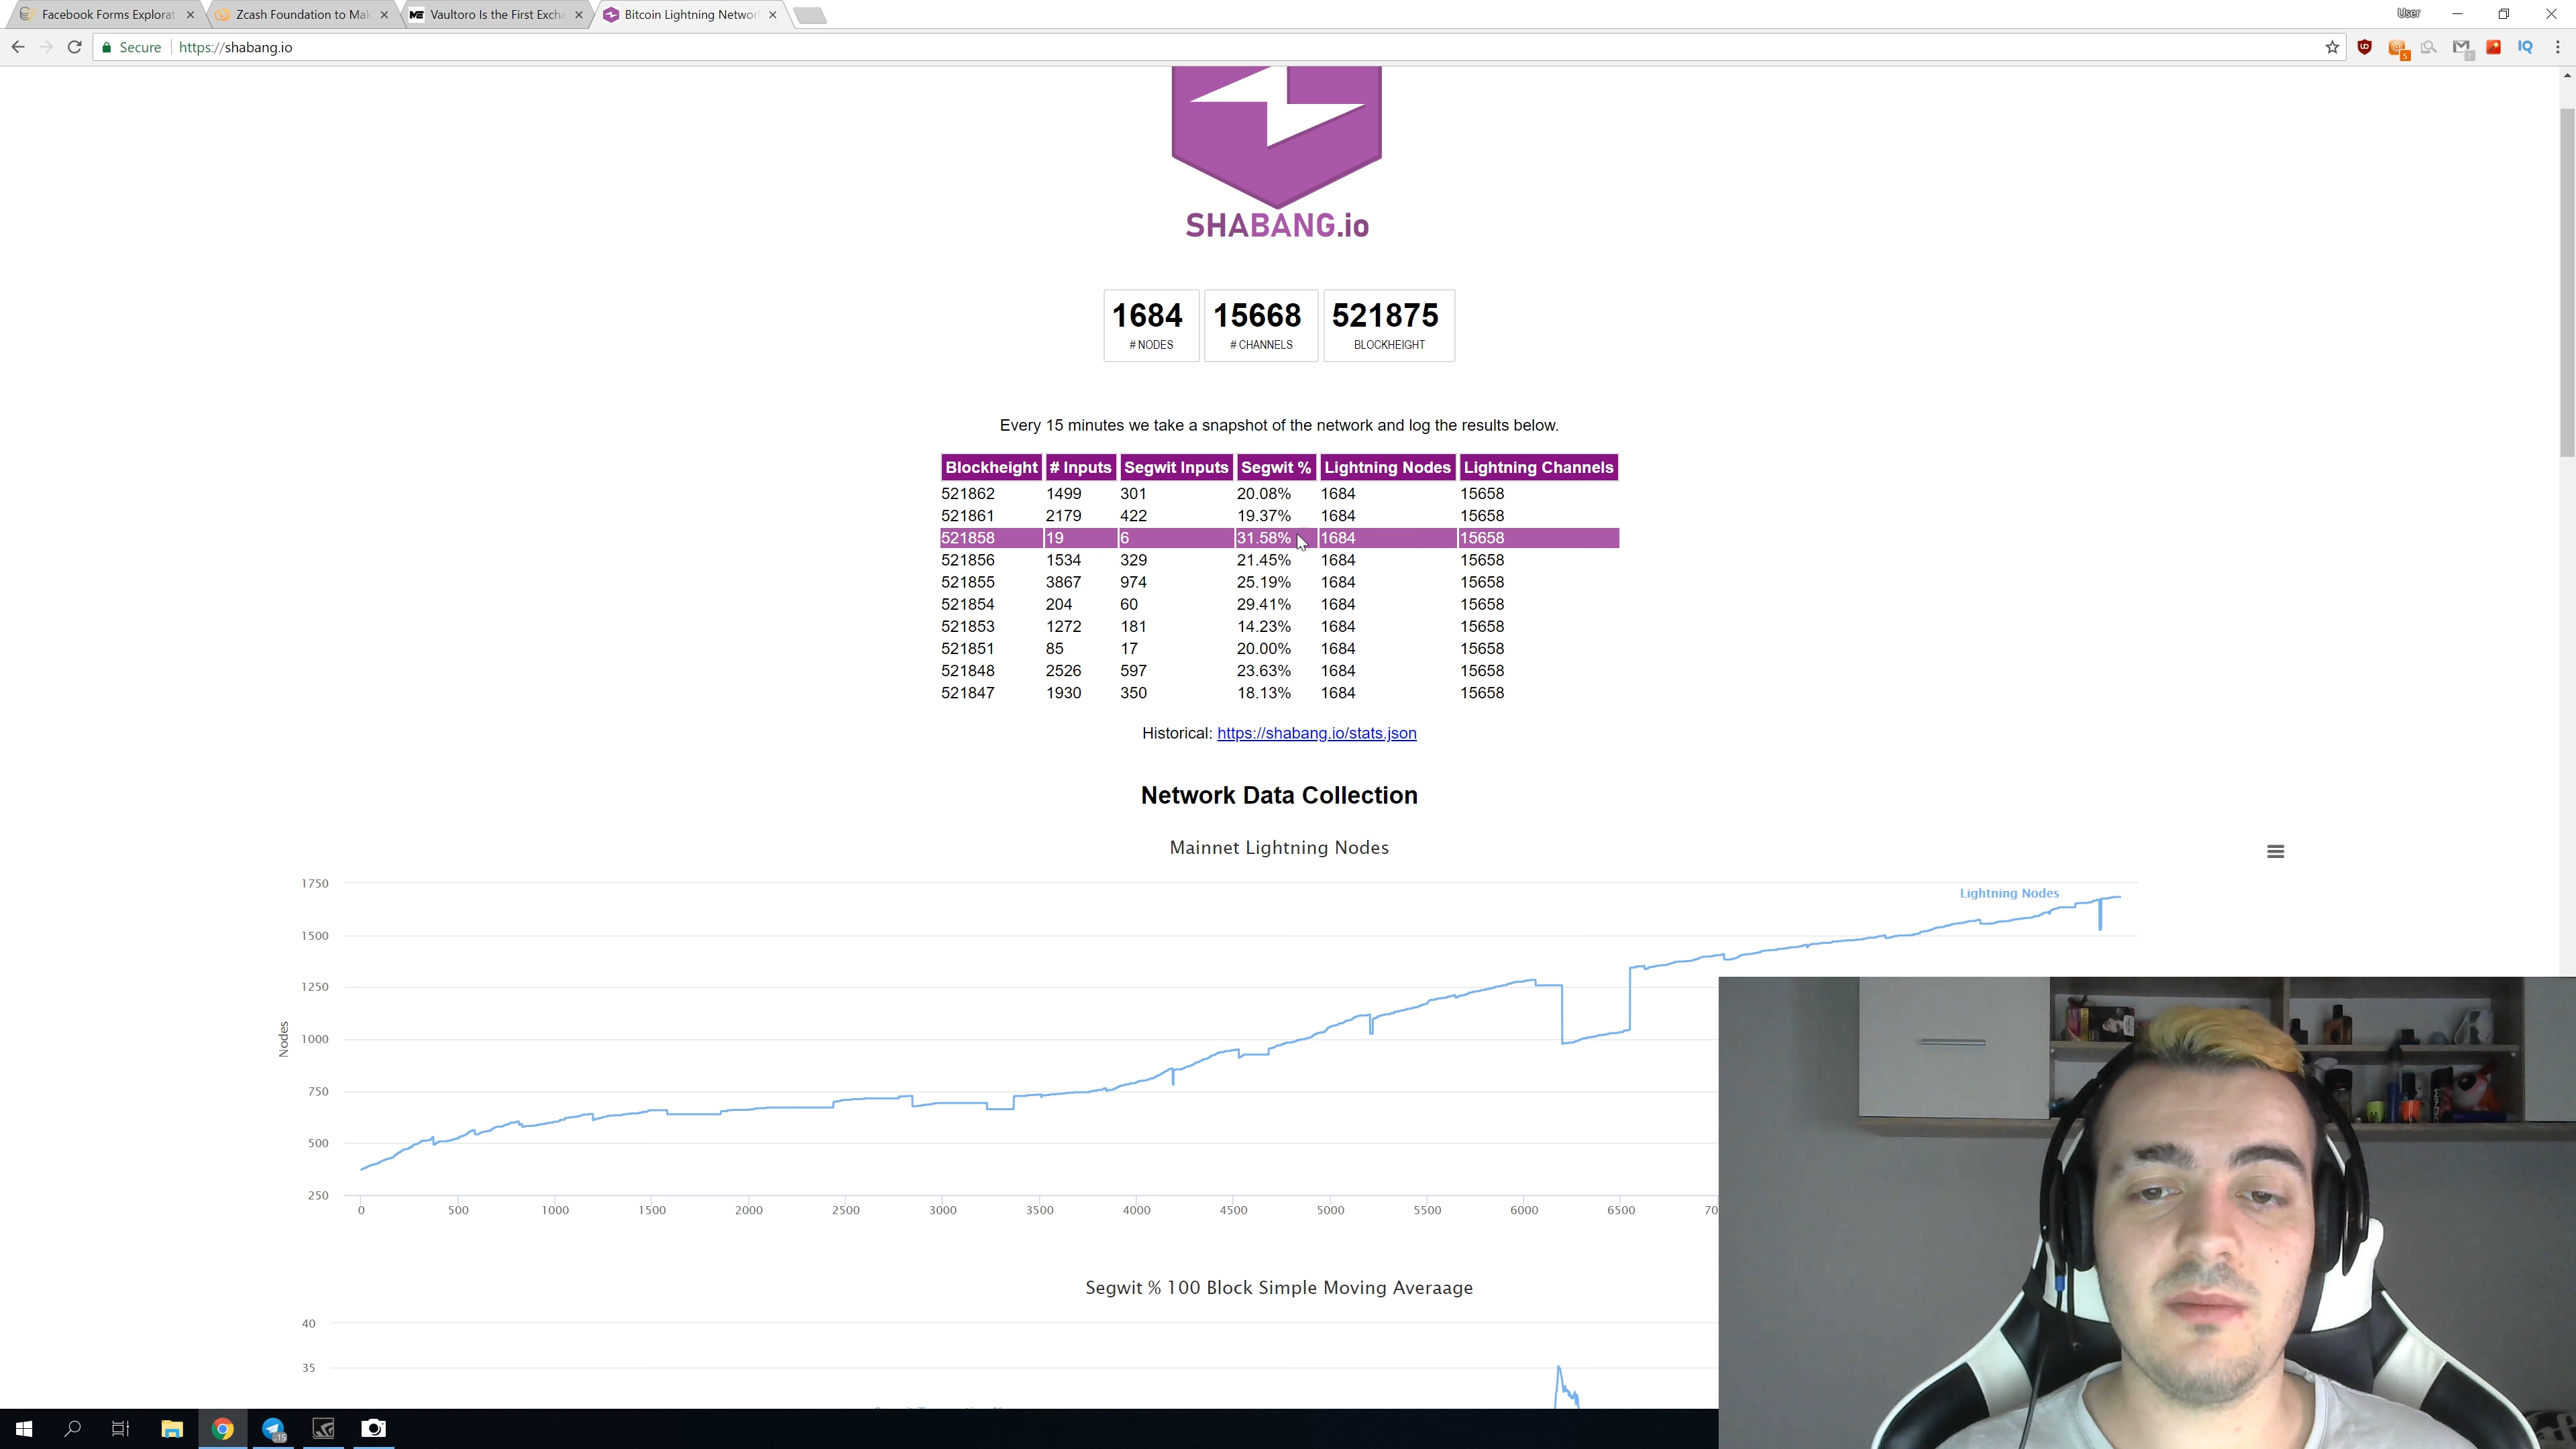 Facebook Forms Explorat
Zcash Foundation to Mak
Vaultoro Is the First Excha
Bitcoin Lightning Networ
User
Secure
https://shabang.io
IQ
SHABANG.io
1684
# NODES
15668
# CHANNELS
521875
BLOCKHEIGHT
Every 15 minutes we take a snapshot of the network and log the results below.
Blockheight # Inputs Segwit Inputs Segwit % Lightning Nodes Lightning Channels
521862 1499 301 20.08% 1684 15658
521861 2179 422 19.37% 1684 15658
521858 19 6 31.58% 1684 15658
521856 1534 329 21.45% 1684 15658
521855 3867 974 25.19% 1684 15658
521854 204 60 29.41% 1684 15658
521853 1272 181 14.23% 1684 15658
521851 85 17 20.00% 1684 15658
521848 2526 597 23.63% 1684 15658
521847 1930 350 18.13% 1684 15658
Historical: https://shabang.io/stats.json
Network Data Collection
Mainnet Lightning Nodes
Lightning Nodes
1750
1500
1250
1000
750
500
250
Nodes
0 500 1000 1500 2000 2500 3000 3500 4000 4500 5000 5500 6000 6500 70
Segwit % 100 Block Simple Moving Averaage
40
35